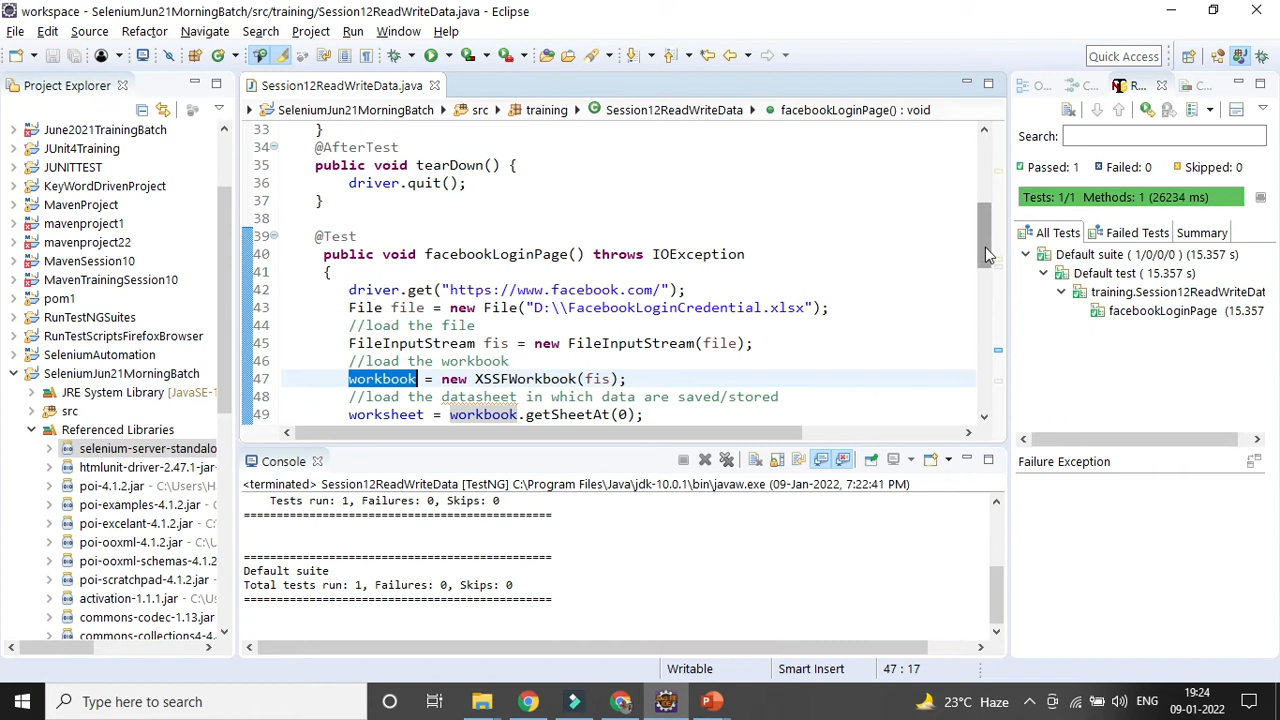 workspace - SeleniumJun21MorningBatch/src/training/Session12ReadWriteData.java - Eclipse
File Edit Source Refactor Navigate Search Project Run Window Help
Quick Access
Project Explorer
June2021TrainingBatch
JUnit4Training
JUNITTEST
KeyWordDrivenProject
MavenProject
mavenproject1
mavenproject22
MavenSession10
MavenTrainingSession10
pom1
RunTestNGSuites
RunTestScriptsFirefoxBrowser
SeleniumAutomation
SeleniumJun21MorningBatch
JRE System Library [JavaSE-
src
Referenced Libraries
selenium-server-standalo
htmlunit-driver-2.47.1-jar-
poi-4.1.2.jar - C:\Users\H
poi-examples-4.1.2.jar -
poi-excelant-4.1.2.jar - C
poi-ooxml-4.1.2.jar - C:\U
poi-ooxml-schemas-4.1.2
poi-scratchpad-4.1.2.jar -
activation-1.1.1.jar - C:\U
commons-codec-1.13.jar
commons-collections4-4.
Session12ReadWriteData.java
SeleniumJun21MorningBatch src training Session12ReadWriteData facebookLoginPage() : void
33 }
34 @AfterTest
35 public void tearDown() {
36 driver.quit();
37 }
38
39 @Test
40 public void facebookLoginPage() throws IOException
41 {
42 driver.get("https://www.facebook.com/");
43 File file = new File("D:\\FacebookLoginCredential.xlsx");
44 //load the file
45 FileInputStream fis = new FileInputStream(file);
46 //load the workbook
47 workbook = new XSSFWorkbook(fis);
48 //load the datasheet in which data are saved/stored
49 worksheet = workbook.getSheetAt(0);
Console
<terminated> Session12ReadWriteData [TestNG] C:\Program Files\Java\jdk-10.0.1\bin\javaw.exe (09-Jan-2022, 7:22:41 PM)
Tests run: 1, Failures: 0, Skips: 0
===============================================
===============================================
Default suite
Total tests run: 1, Failures: 0, Skips: 0
===============================================
O... C... R... C...
Search:
Passed: 1 Failed: 0 Skipped: 0
Tests: 1/1 Methods: 1 (26234 ms)
All Tests Failed Tests Summary
Default suite ( 1/0/0/0 ) (15.357 s)
Default test ( 15.357 s)
training.Session12ReadWriteDat
facebookLoginPage (15.357
Failure Exception
Writable Smart Insert 47 : 17
Type here to search
23°C Haze
ENG
19:24
09-01-2022